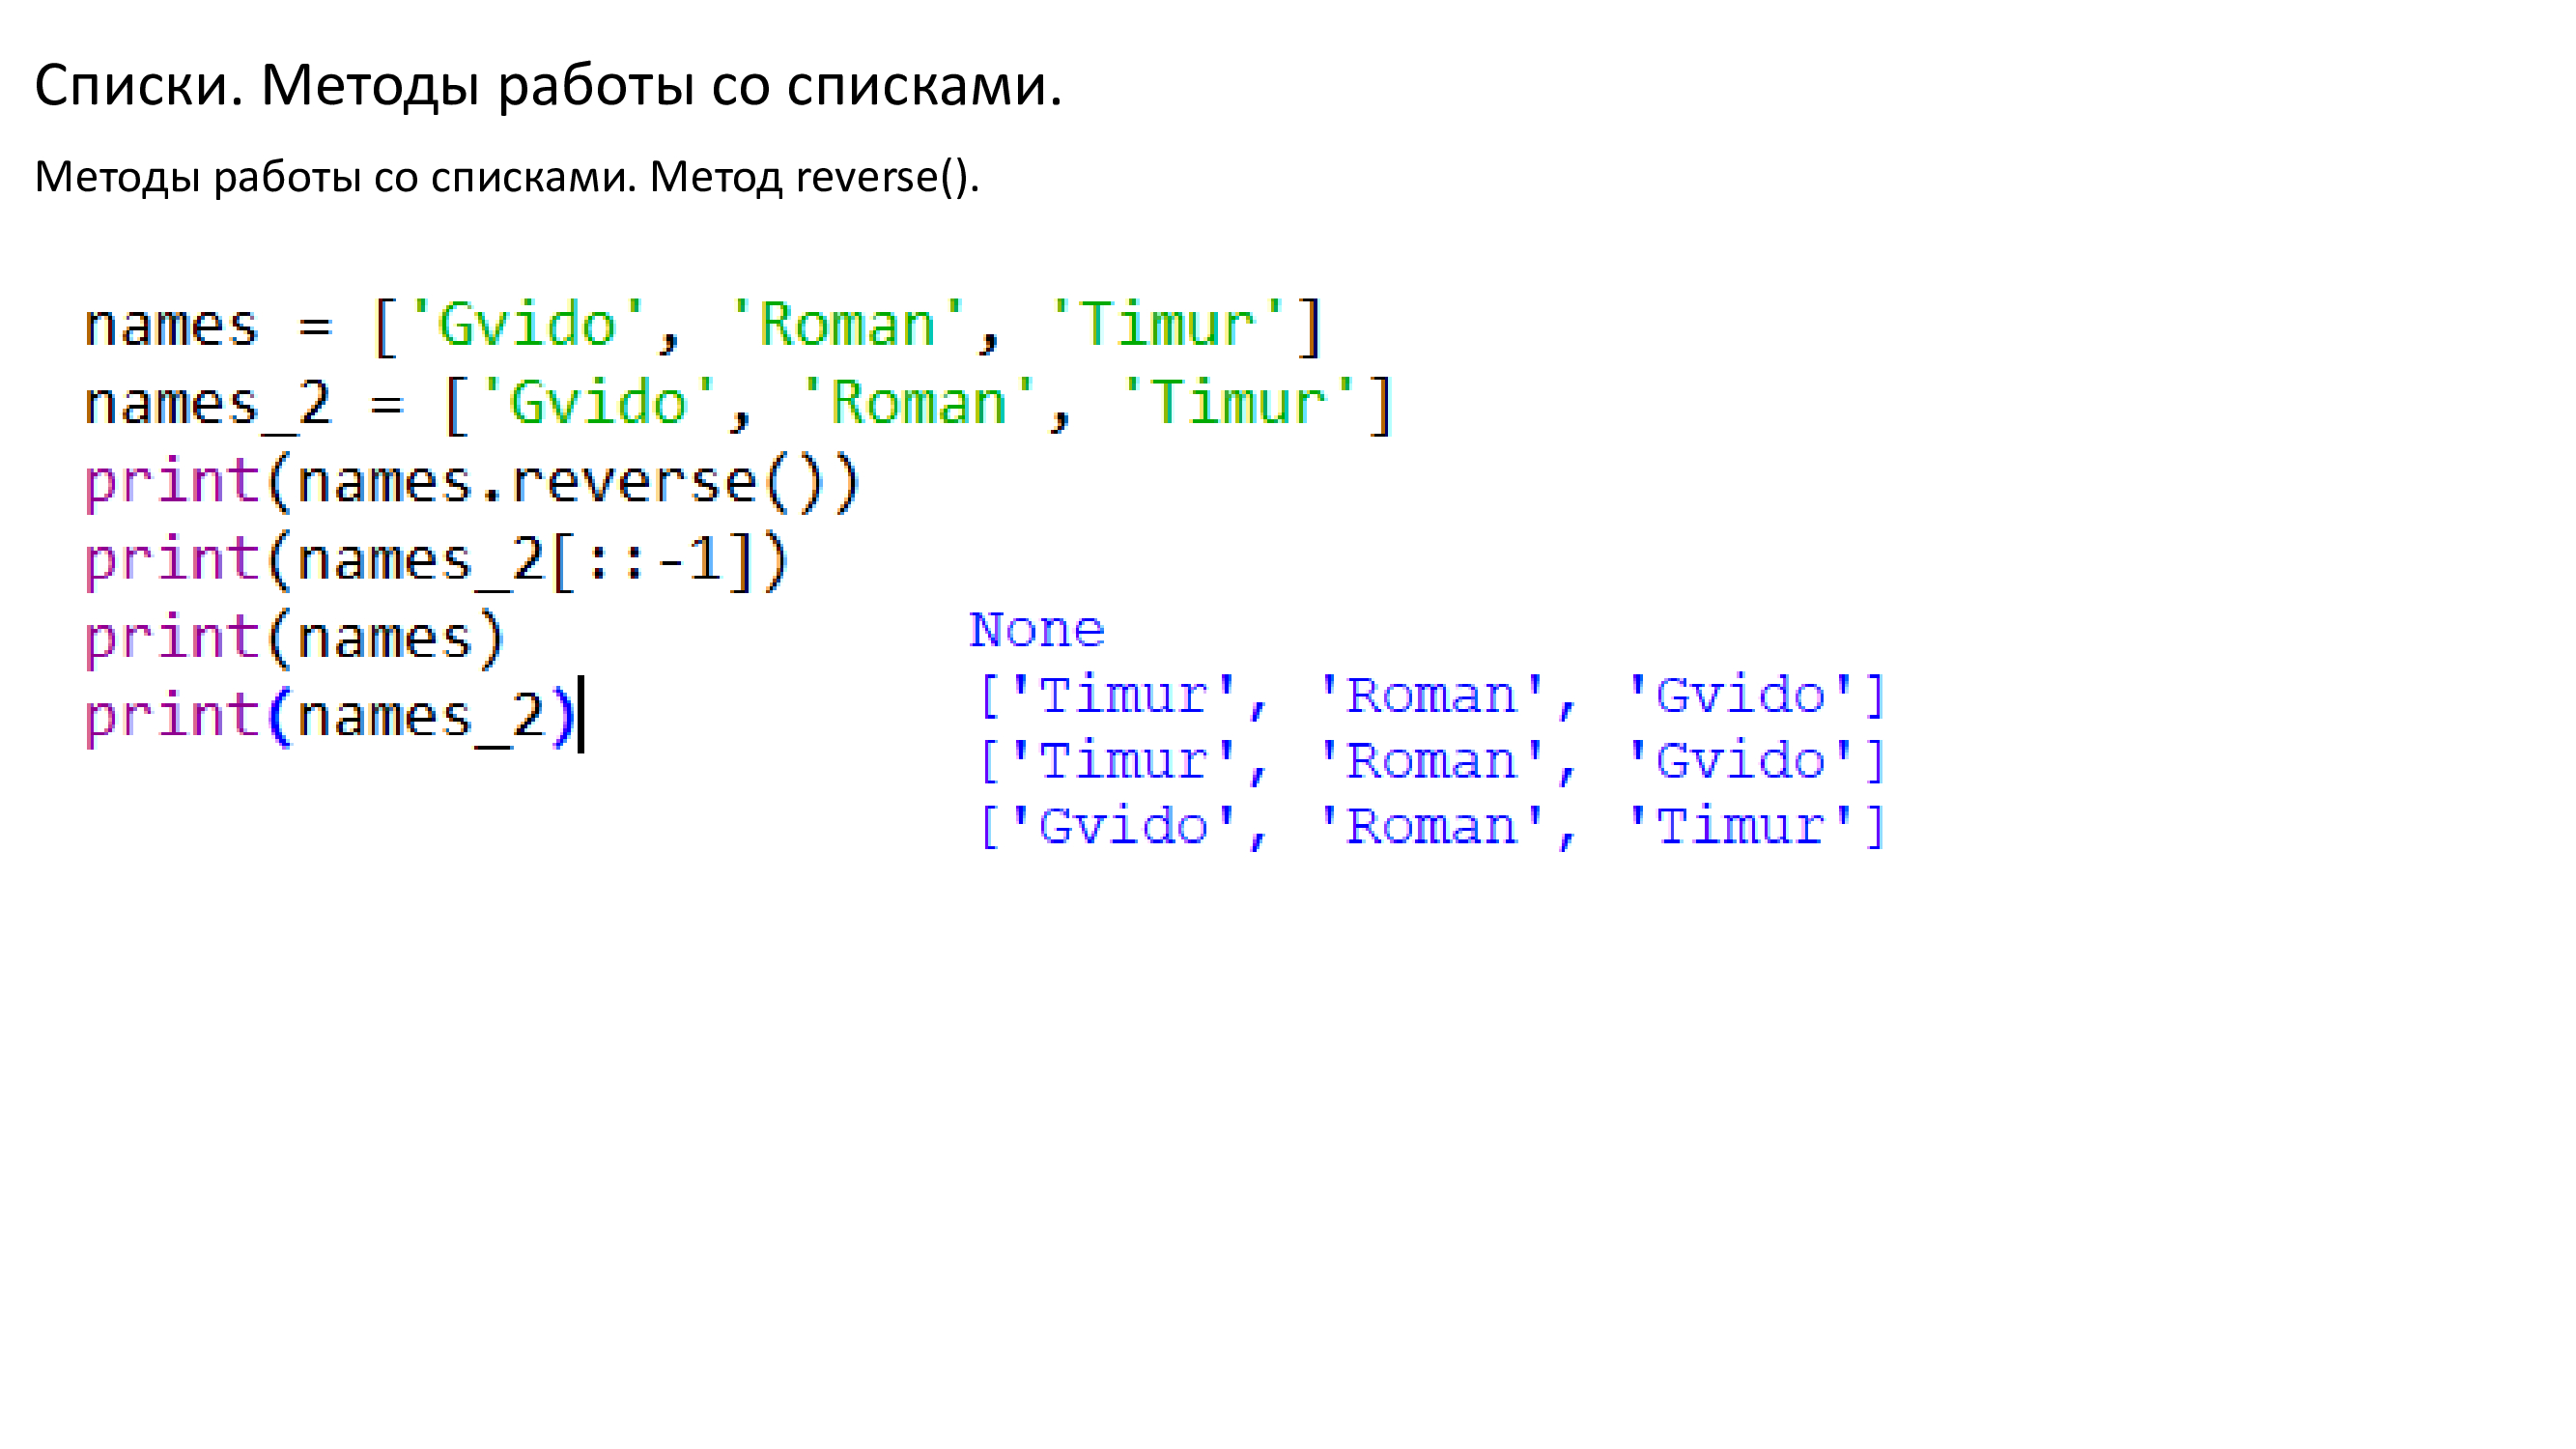 Списки. Методы работы со списками.
Методы работы со списками. Метод reverse().
names = ['Gvido', 'Roman', 'Timur']
names_2 = ['Gvido', 'Roman', 'Timur']
print(names.reverse())
print(names_2[::-1])
print(names)
print(names_2)
None
['Timur', 'Roman', 'Gvido']
['Timur', 'Roman', 'Gvido']
['Gvido', 'Roman', 'Timur']